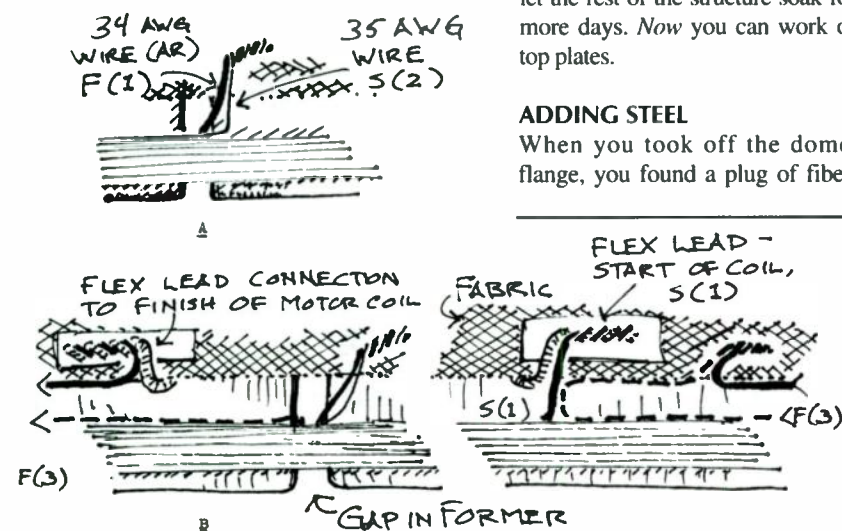 let the rest of the structure soak
more days. Now you can work
top plates.
ADDING STEEL
When you took off the dome
flange, you found a plug of fibe
34 AWG
WIRE (AR)
F(1)
35 AWG
WIRE
S(2)
A
FLEX LEAD CONNECTION
TO FINISH OF MOTOR COIL
FABRIC
FLEX LEAD -
START OF COIL,
S(1)
S(1)
F(3)
F(3)
B
GAP IN FORMER